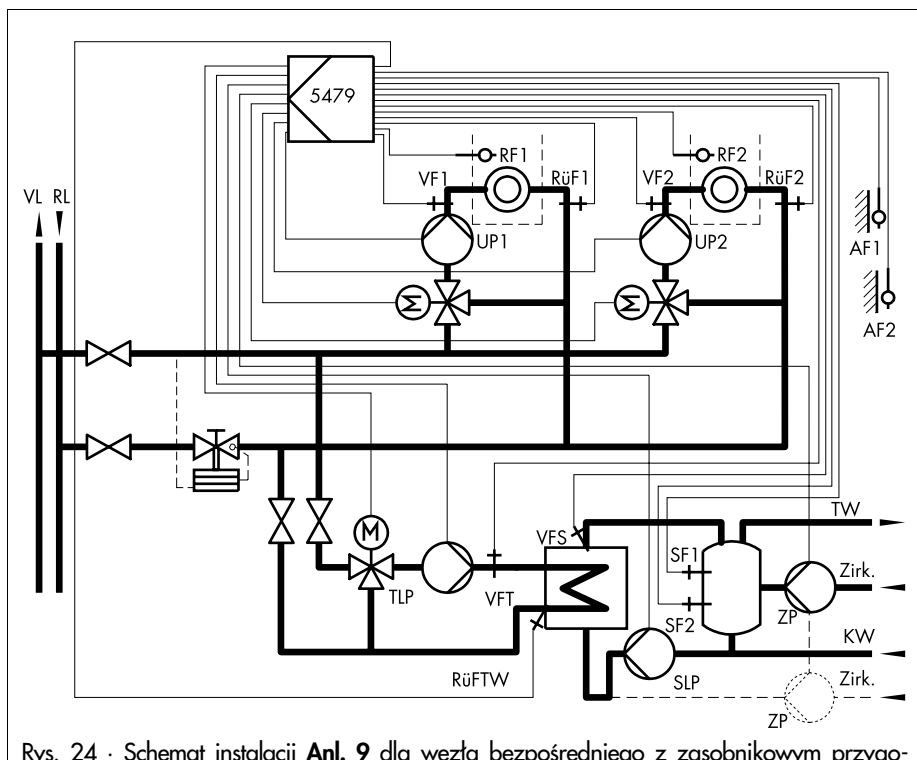 5479
RF1
RF2
VF1
RüF1
VF2
RüF2
VL
RL
UP1
UP2
AF1
AF2
M
M
M
TLP
VFT
VFS
SF1
SF2
TW
Zirk.
ZP
KW
RüFTW
SLP
Zirk.
ZP
Rys. 24 · Schemat instalacji Anl. 9 dla węzła bezpośredniego z zasobnikowym przygo-